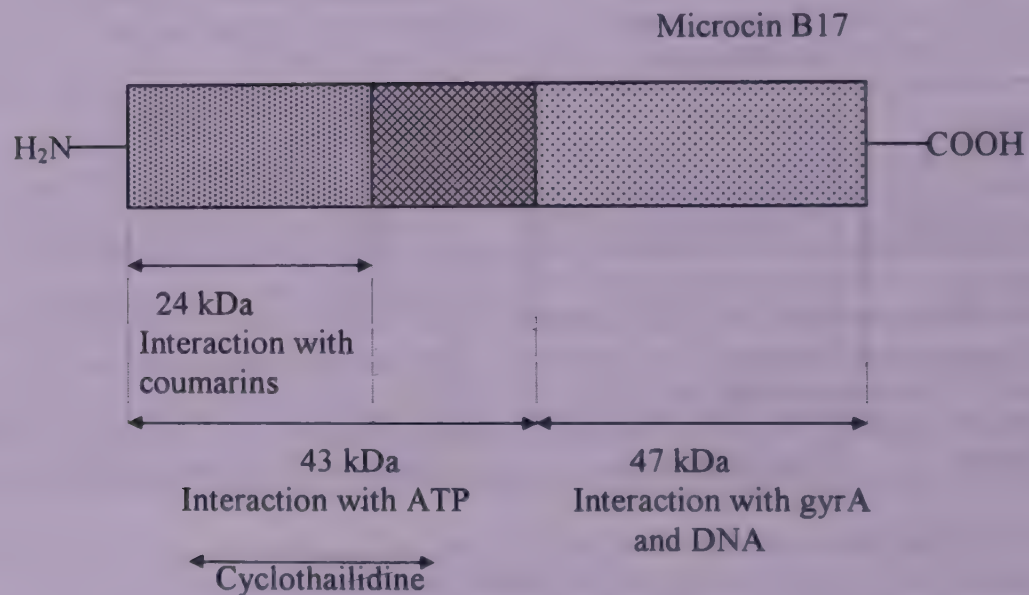 Microcin B17
H₂N
COOH
24 kDa
Interaction with
coumarins
43 kDa
Interaction with ATP
47 kDa
Interaction with gyrA
and DNA
Cyclothailidine